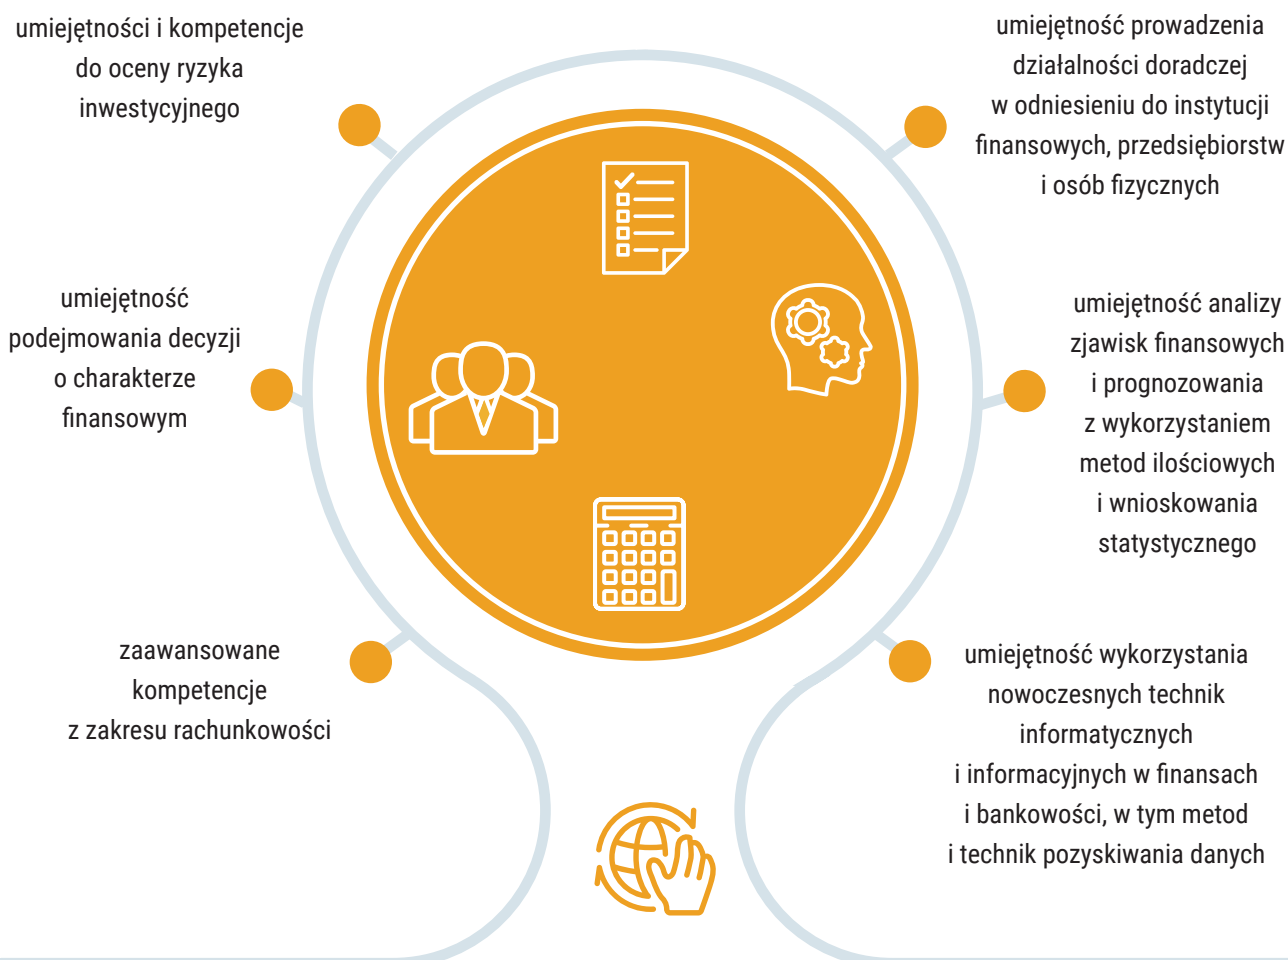 umiejętności i kompetencje
do oceny ryzyka
inwestycyjnego
umiejętność
podejmowania decyzji
o charakterze
finansowym
zaawansowane
kompetencje
z zakresu rachunkowości
umiejętność prowadzenia
działalności doradczej
w odniesieniu do instytucji
finansowych, przedsiębiorstw
i osób fizycznych
umiejętność analizy
zjawisk finansowych
i prognozowania
z wykorzystaniem
metod ilościowych
i wnioskowania
statystycznego
umiejętność wykorzystania
nowoczesnych technik
informatycznych
i informacyjnych w finansach
i bankowości, w tym metod
i technik pozyskiwania danych